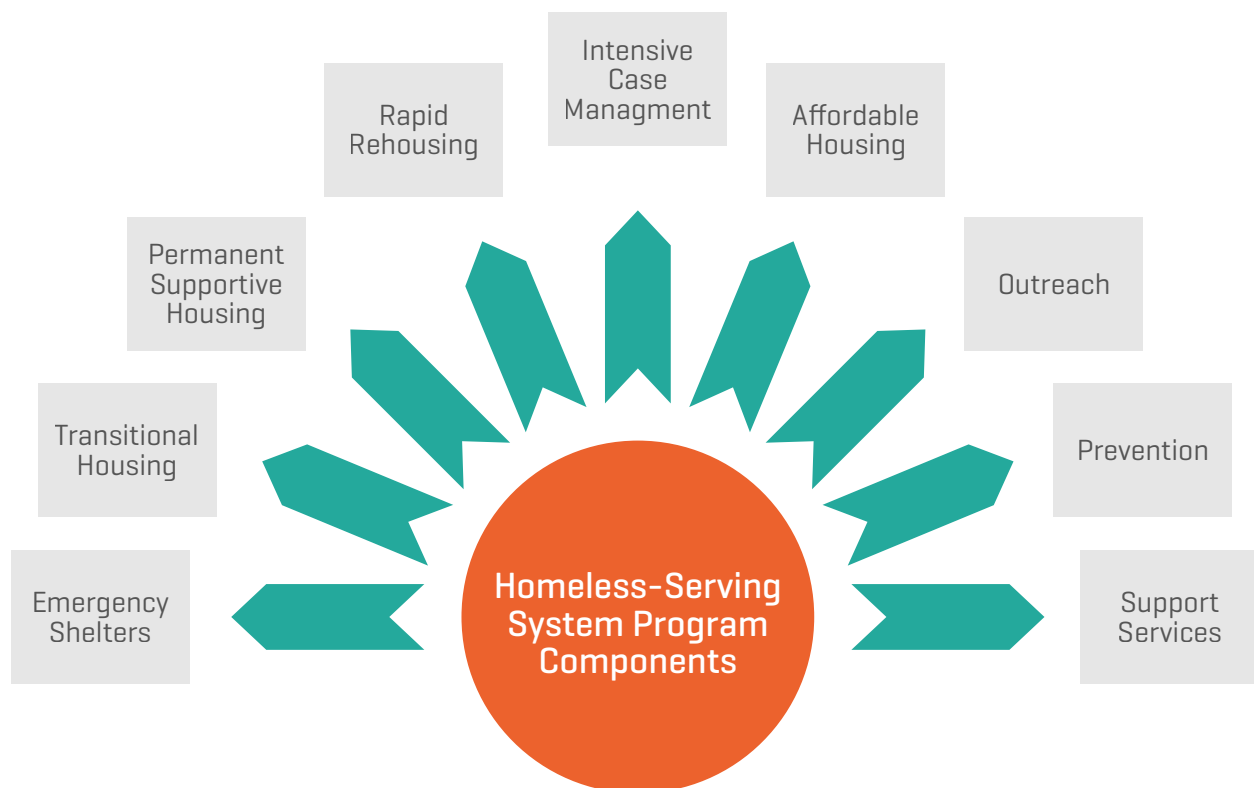 Intensive
Case
Managment
Rapid
Rehousing
Affordable
Housing
Permanent
Supportive
Housing
Outreach
Transitional
Housing
Prevention
Emergency
Shelters
Homeless-Serving
System Program
Components
Support
Services